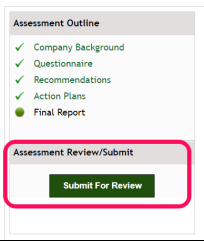 Assessment Outline
Company Background
Questionnaire
Recommendations
Action Plans
Final Report
Assessment Review/Submit
Submit For Review